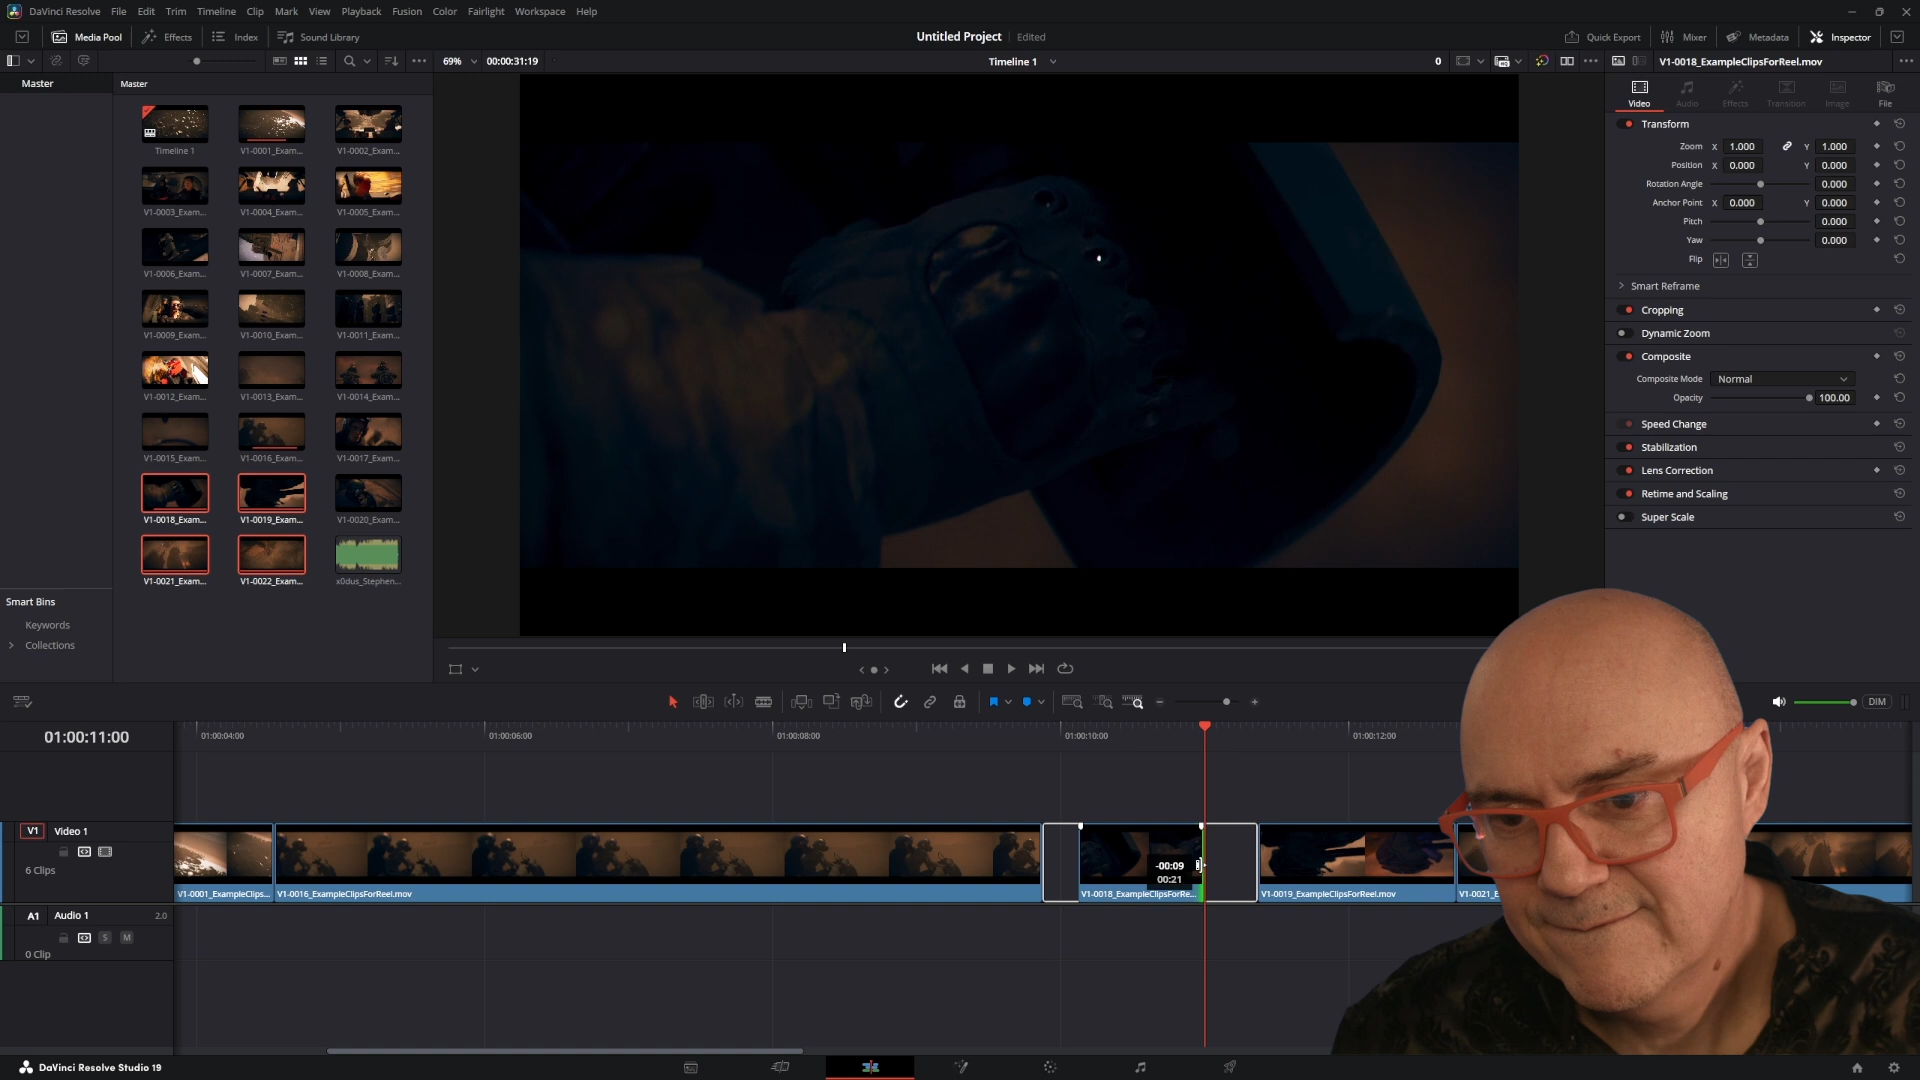 DaVinci Resolve File Edit Trim Timeline Clip Mark View Playback Fusion Color Fairlight Workspace Help
Media Pool Effects Index Sound Library Untitled Project Edited Quick Export Mixer Metadata Inspector
69% 00:00:31:19 Timeline 1 0 V1-0018_ExampleClipsForReel.mov
Master Master
Video Audio Effects Transition Image File
Timeline 1 V1-0001_Exam... V1-0002_Exam...
V1-0003_Exam... V1-0004_Exam... V1-0005_Exam...
V1-0006_Exam... V1-0007_Exam... V1-0008_Exam...
V1-0009_Exam... V1-0010_Exam... V1-0011_Exam...
V1-0012_Exam... V1-0013_Exam... V1-0014_Exam...
V1-0015_Exam... V1-0016_Exam... V1-0017_Exam...
V1-0018_Exam... V1-0019_Exam... V1-0020_Exam...
V1-0021_Exam... V1-0022_Exam... x0dus_Stephen...
Smart Bins
Keywords
Collections
Transform
Zoom X 1.000 Y 1.000
Position X 0.000 Y 0.000
Rotation Angle 0.000
Anchor Point X 0.000 Y 0.000
Pitch 0.000
Yaw 0.000
Flip
Smart Reframe
Cropping
Dynamic Zoom
Composite
Composite Mode Normal
Opacity 100.00
Speed Change
Stabilization
Lens Correction
Retime and Scaling
Super Scale
DIM
01:00:11:00 01:00:04:00 01:00:06:00 01:00:08:00 01:00:10:00 01:00:12:00
V1 Video 1
6 Clips
-00:09
00:21
V1-0001_ExampleClips... V1-0016_ExampleClipsForReel.mov V1-0018_ExampleClipsForRe... V1-0019_ExampleClipsForReel.mov V1-0021_E
A1 Audio 1 2.0
S M
0 Clip
DaVinci Resolve Studio 19